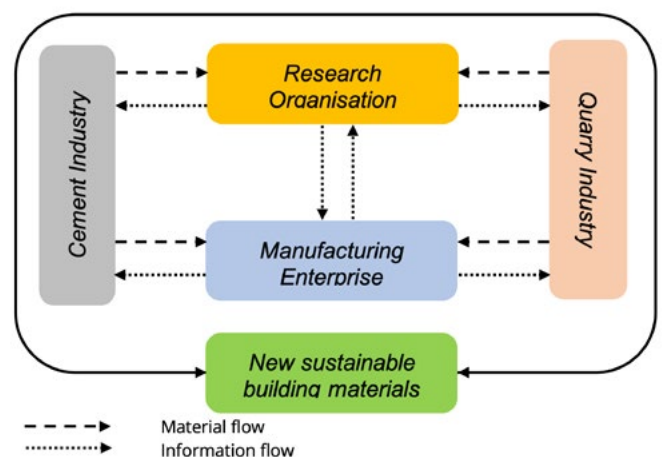 Research
Organisation
Cement Industry
Quarry Industry
Manufacturing
Enterprise
New sustainable
building materials
Material flow
Information flow